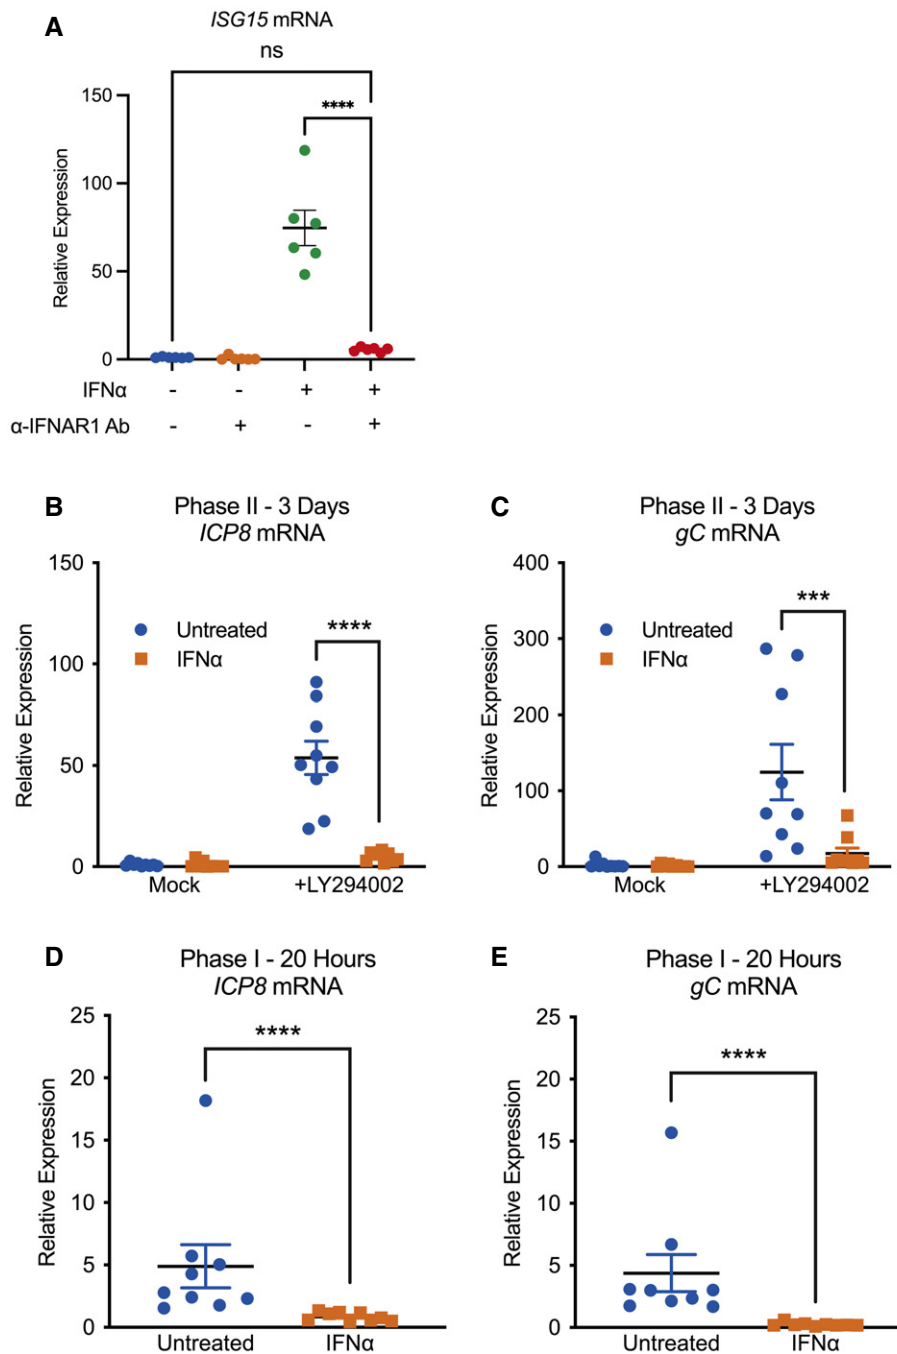 A
ISG15 mRNA
ns
****
150
100
50
0
Relative Expression
IFNα - - + +
α-IFNAR1 Ab - + - +
B
Phase II - 3 Days
ICP8 mRNA
150
100
50
0
Relative Expression
Untreated
IFNα
****
Mock +LY294002
C
Phase II - 3 Days
gC mRNA
400
300
200
100
0
Relative Expression
Untreated
IFNα
***
Mock +LY294002
D
Phase I - 20 Hours
ICP8 mRNA
25
20
15
10
5
0
Relative Expression
****
Untreated IFNα
E
Phase I - 20 Hours
gC mRNA
25
20
15
10
5
0
Relative Expression
****
Untreated IFNα